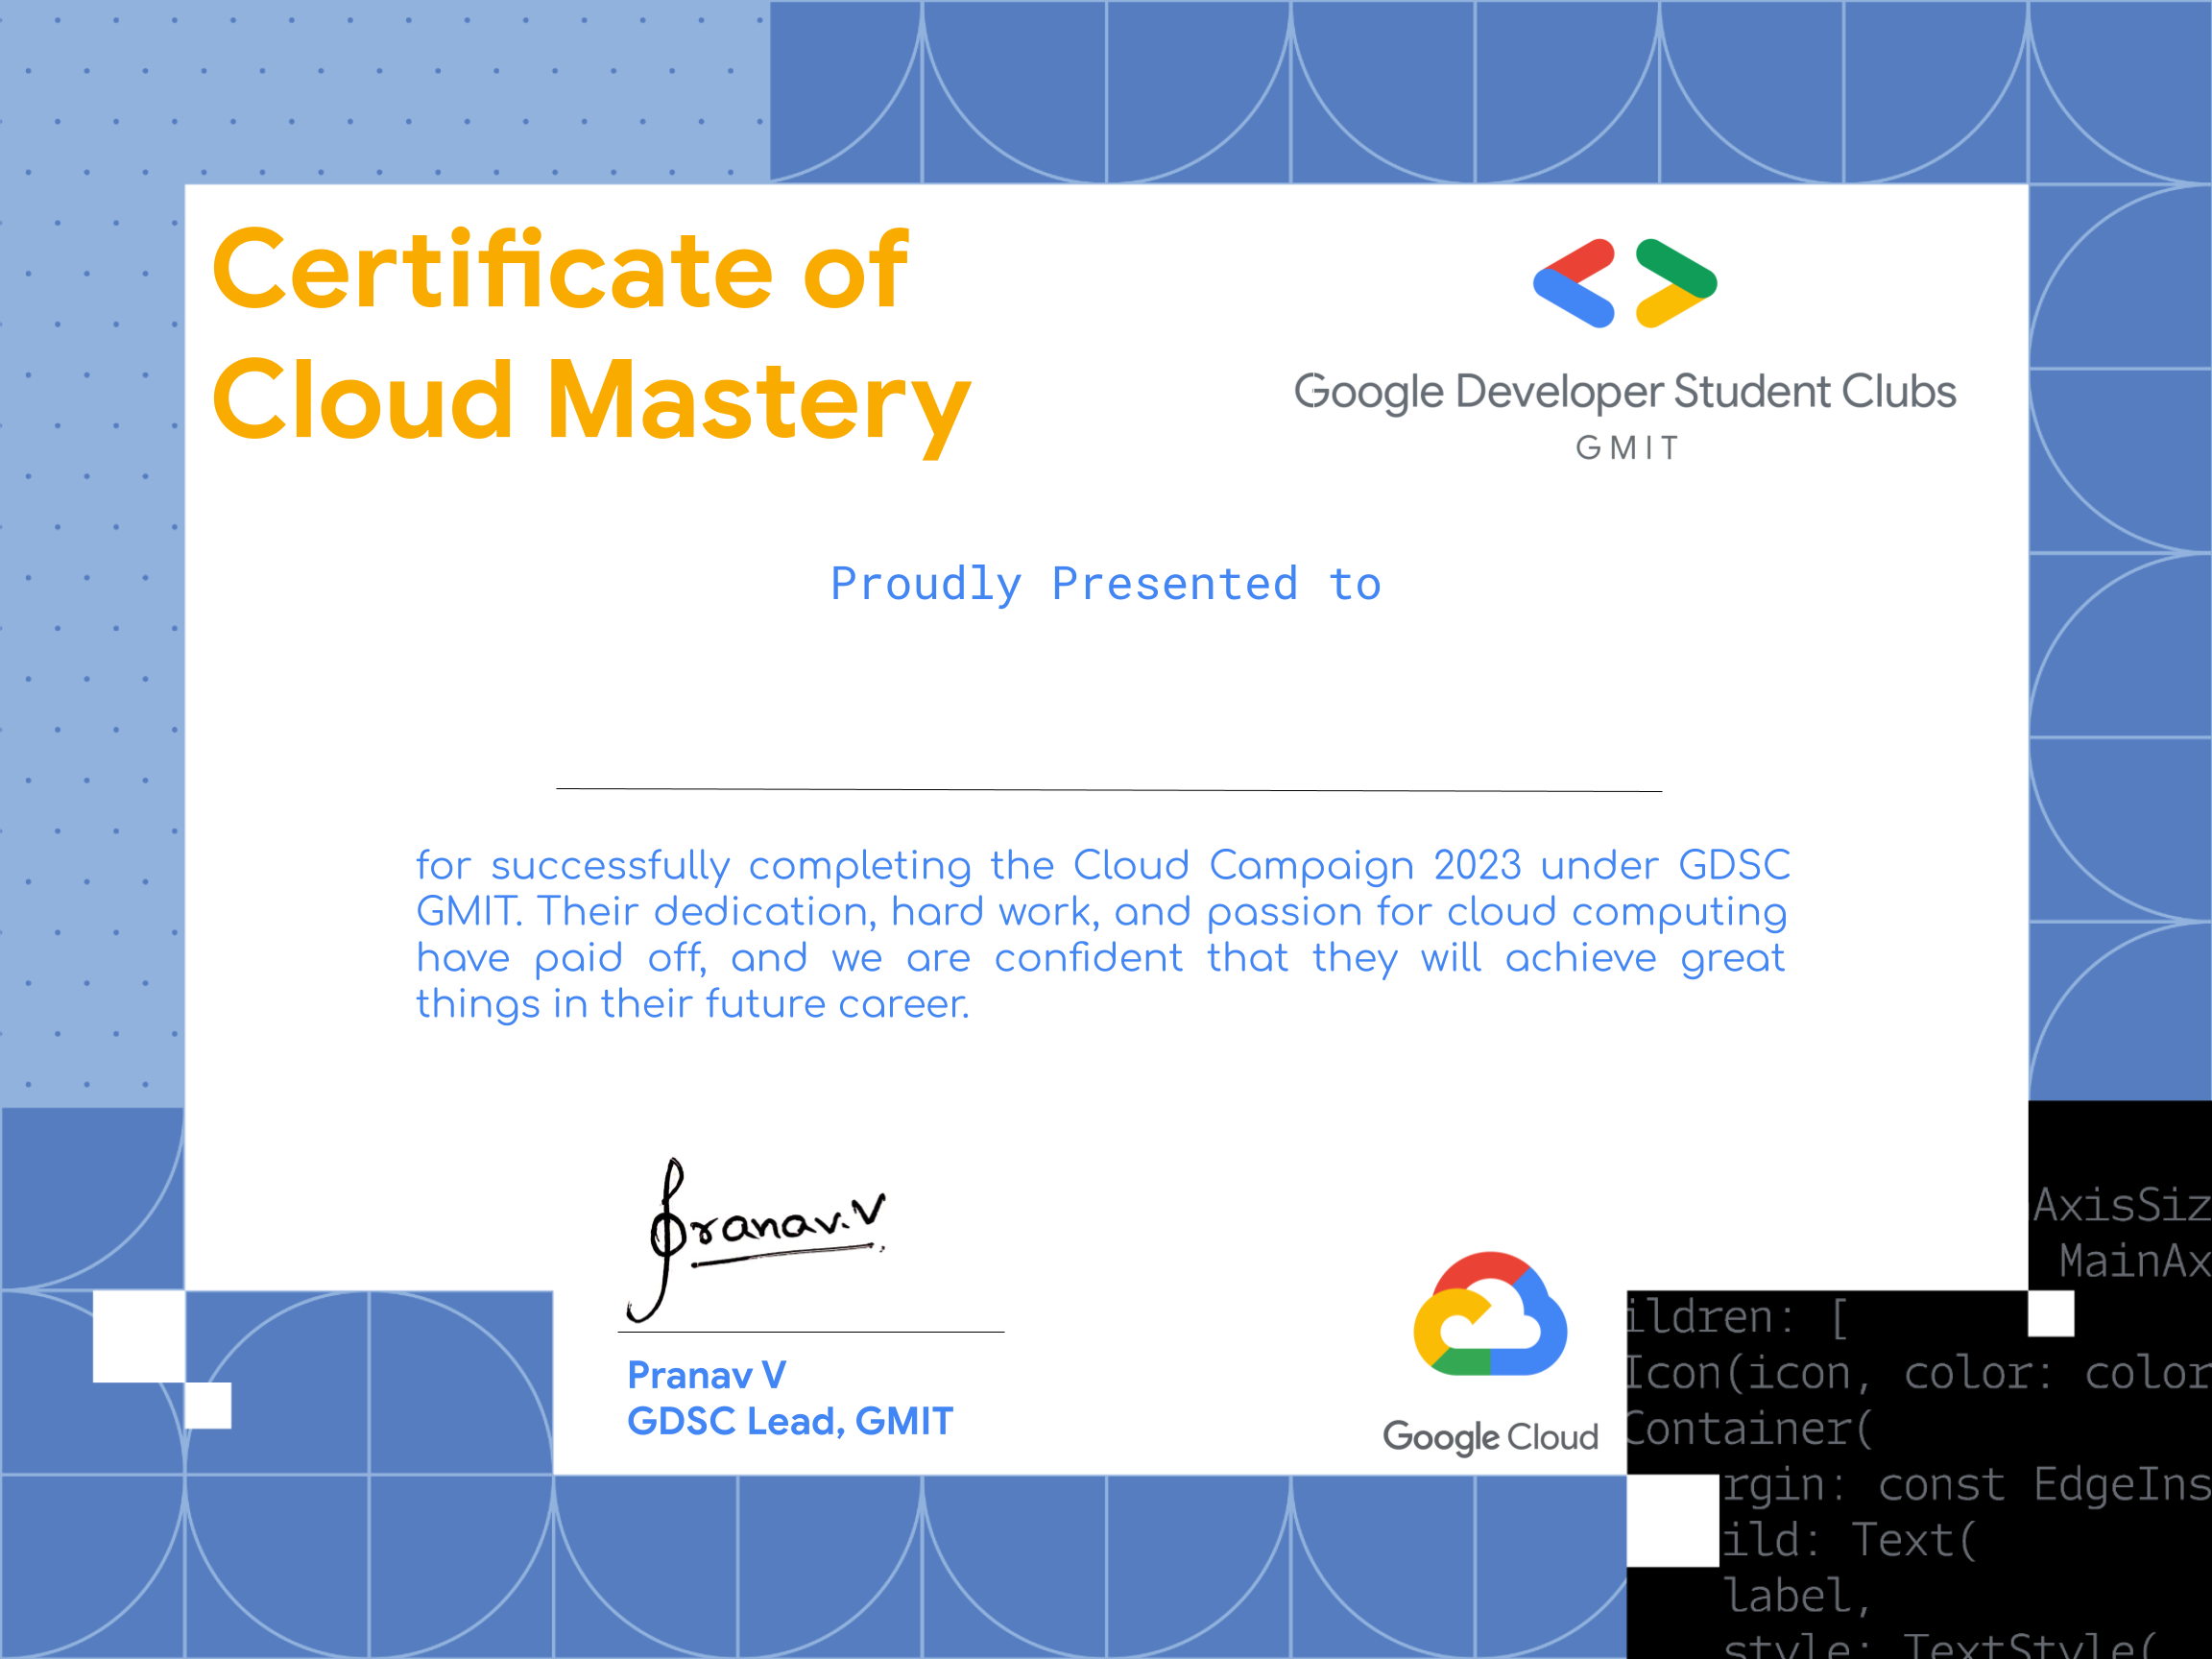 Certificate of
Cloud Mastery
Google Developer Student Clubs
GMIT
Proudly Presented to
for successfully completing the Cloud Campaign 2023 under GDSC
GMIT. Their dedication, hard work, and passion for cloud computing
have paid off, and we are confident that they will achieve great
things in their future career.
Pranav.V
Pranav V
GDSC Lead, GMIT
Google Cloud
AxisSiz
MainAx
ildren: [
Icon(icon, color: color
Container(
rgin: const EdgeIns
ild: Text(
label,
style: TextStyle(